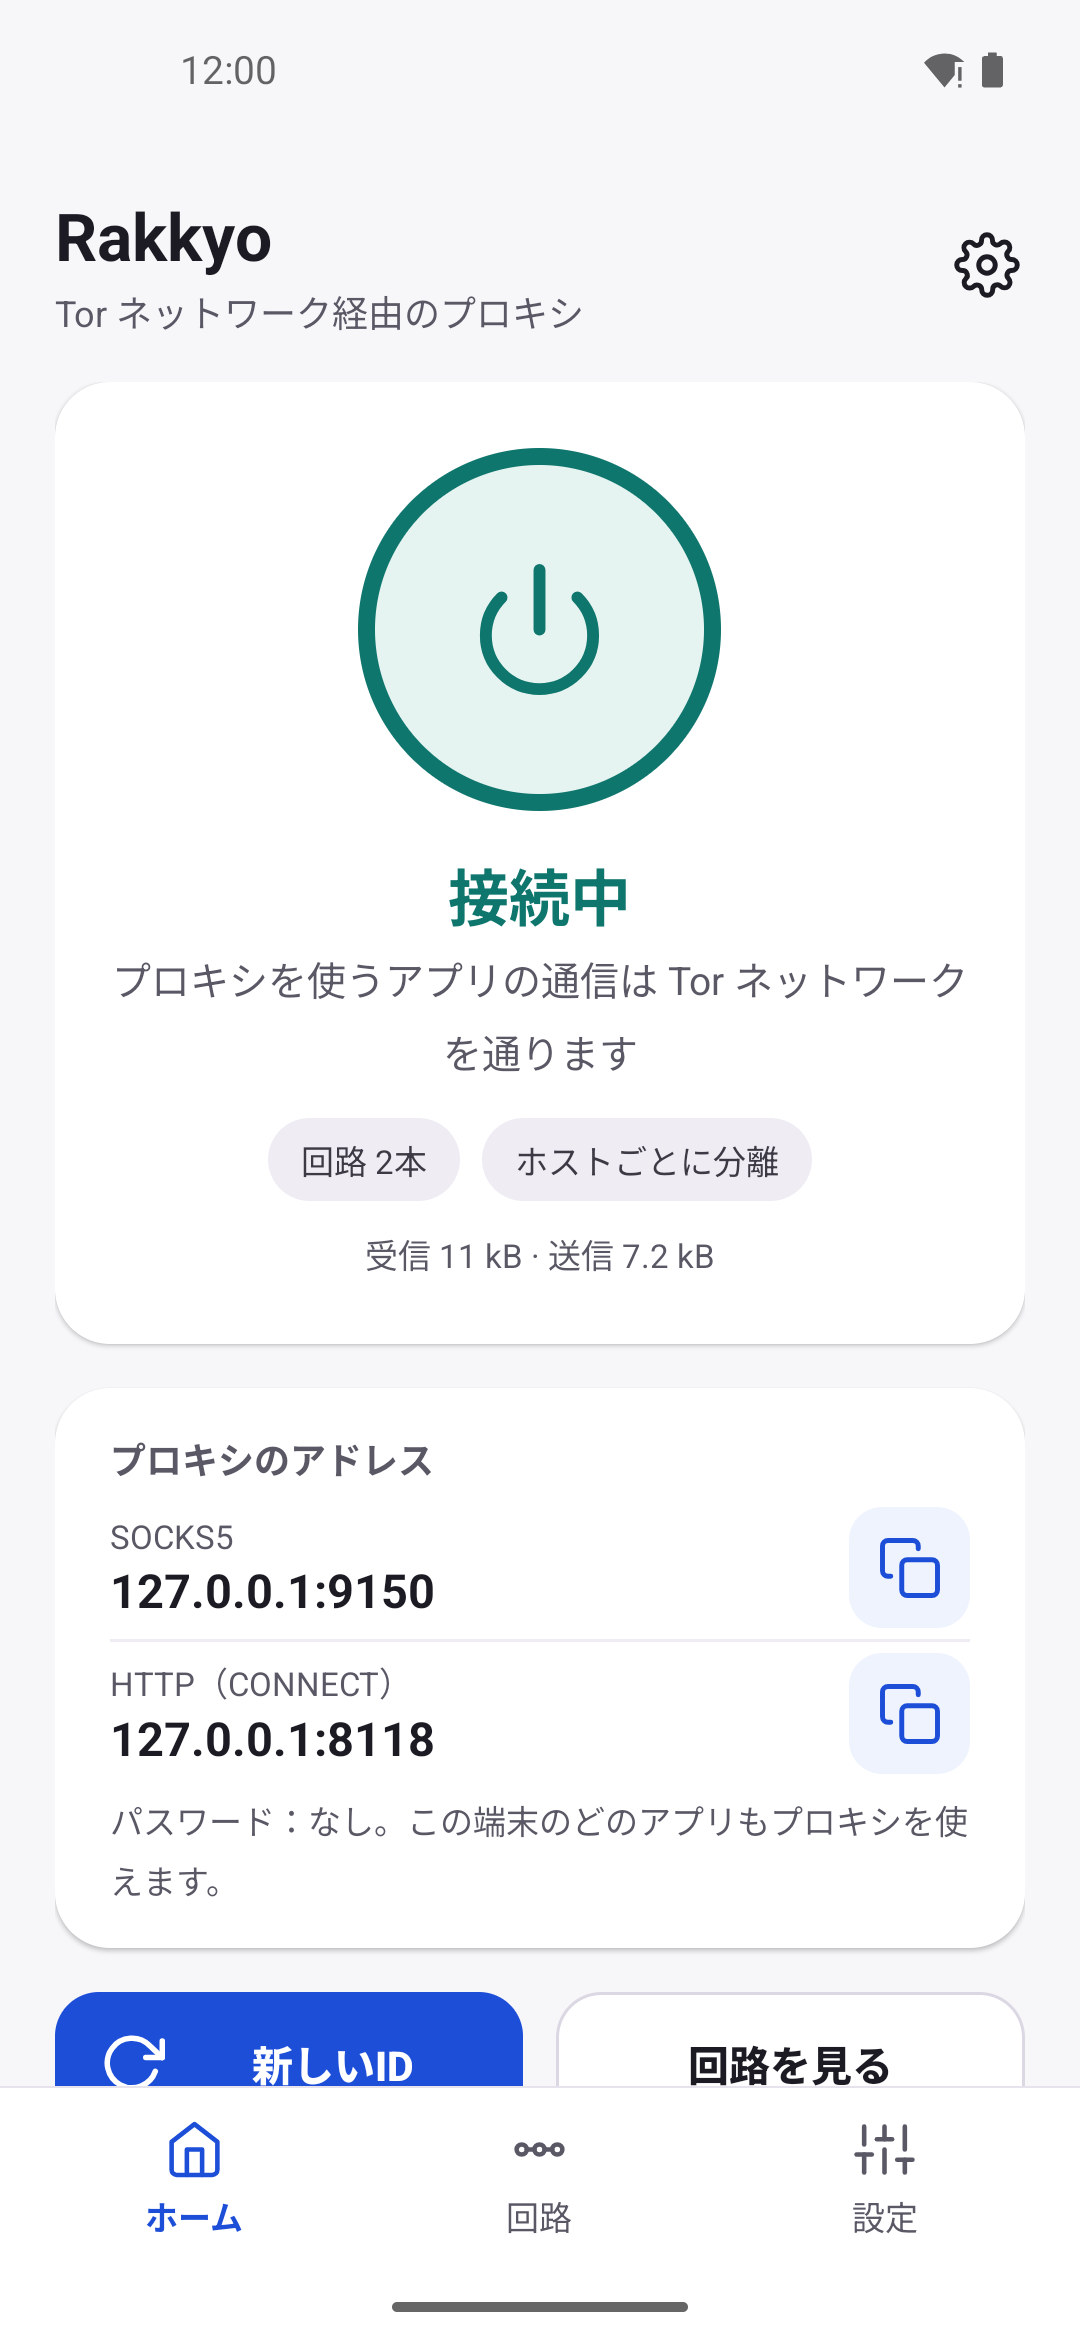 12:00
Rakkyo
Tor ネットワーク経由のプロキシ
接続中
プロキシを使うアプリの通信は Tor ネットワーク
を通ります
回路 2本
ホストごとに分離
受信 11 kB · 送信 7.2 kB
プロキシのアドレス
SOCKS5
127.0.0.1:9150
HTTP（CONNECT）
127.0.0.1:8118
パスワード：なし。この端末のどのアプリもプロキシを使
えます。
新しいID
回路を見る
ホーム
回路
設定